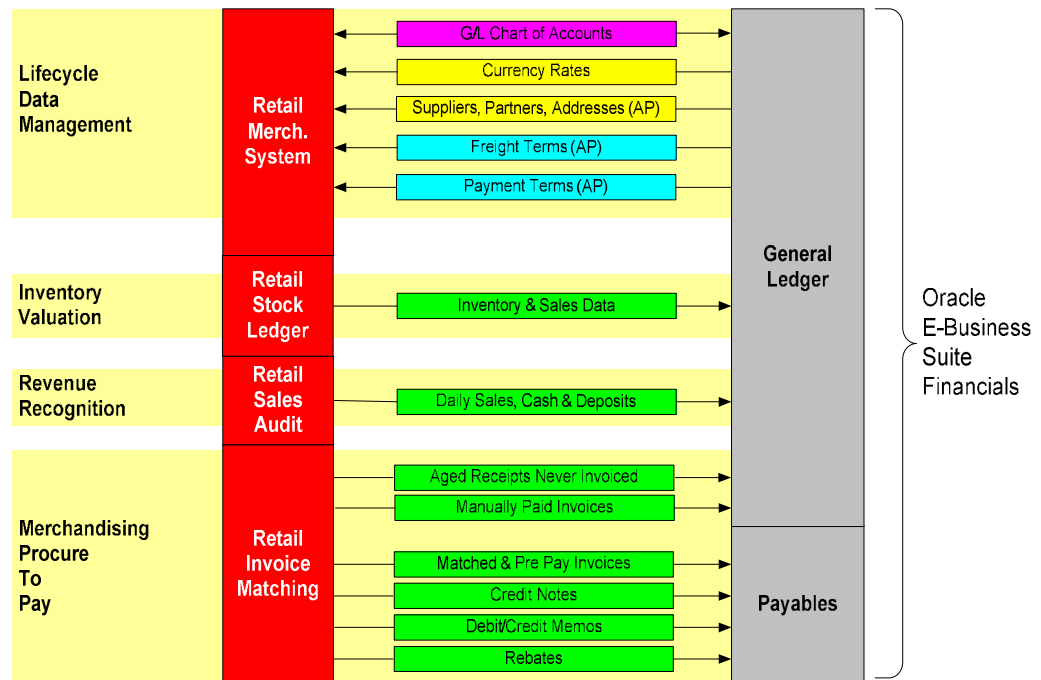 Lifecycle
Data
Management
Retail
Merch.
System
G/L Chart of Accounts
Currency Rates
Suppliers, Partners, Addresses (AP)
Freight Terms (AP)
Payment Terms (AP)
General
Ledger
Inventory
Valuation
Retail
Stock
Ledger
Inventory & Sales Data
Oracle
E-Business
Suite
Financials
Revenue
Recognition
Retail
Sales
Audit
Daily Sales, Cash & Deposits
Merchandising
Procure
To
Pay
Retail
Invoice
Matching
Aged Receipts Never Invoiced
Manually Paid Invoices
Matched & Pre Pay Invoices
Credit Notes
Debit/Credit Memos
Rebates
Payables